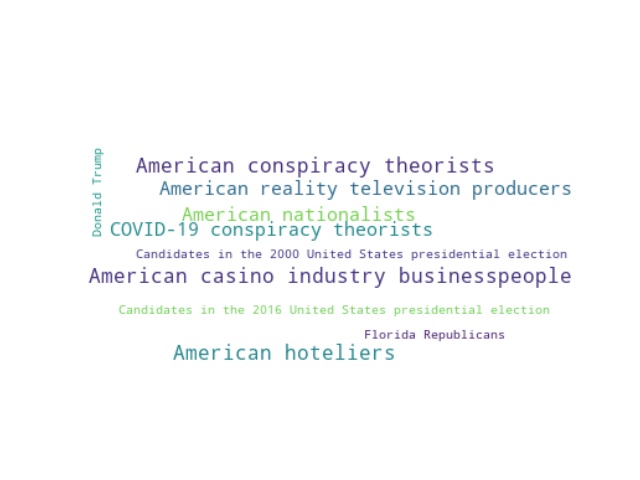 Donald Trump
American conspiracy theorists
American reality television producers
American nationalists
COVID-19 conspiracy theorists
Candidates in the 2000 United States presidential election
American casino industry businesspeople
Candidates in the 2016 United States presidential election
Florida Republicans
American hoteliers